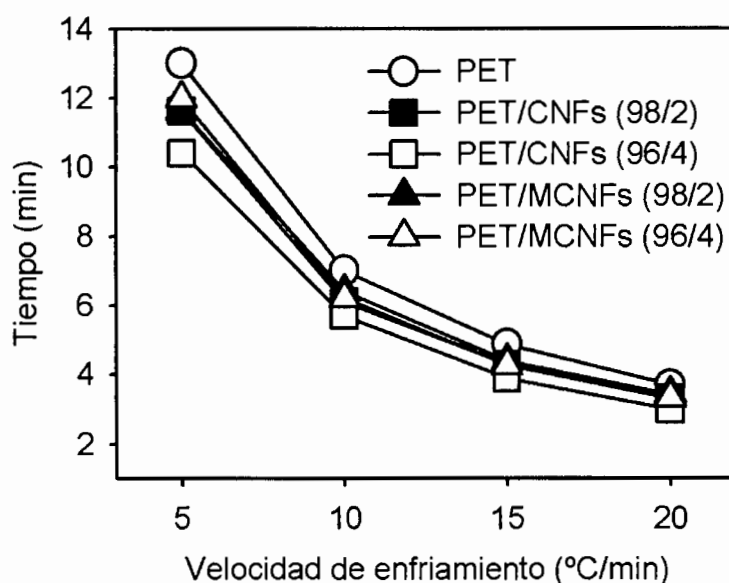 14
12
10
8
6
4
2
Tiempo (min)
PET
PET/CNFs (98/2)
PET/CNFs (96/4)
PET/MCNFs (98/2)
PET/MCNFs (96/4)
5 10 15 20
Velocidad de enfriamiento (ºC/min)